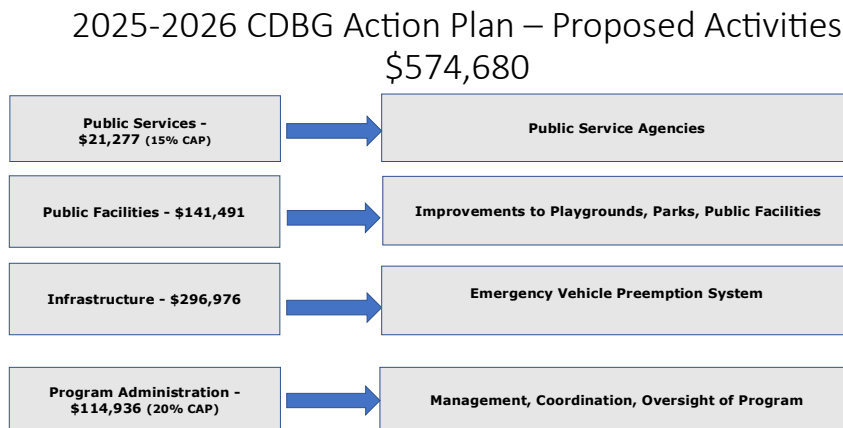 2025-2026 CDBG Action Plan – Proposed Activities
$574,680
Public Services -
$21,277 (15% CAP)
Public Service Agencies
Public Facilities - $141,491
Improvements to Playgrounds, Parks, Public Facilities
Infrastructure - $296,976
Emergency Vehicle Preemption System
Program Administration -
$114,936 (20% CAP)
Management, Coordination, Oversight of Program